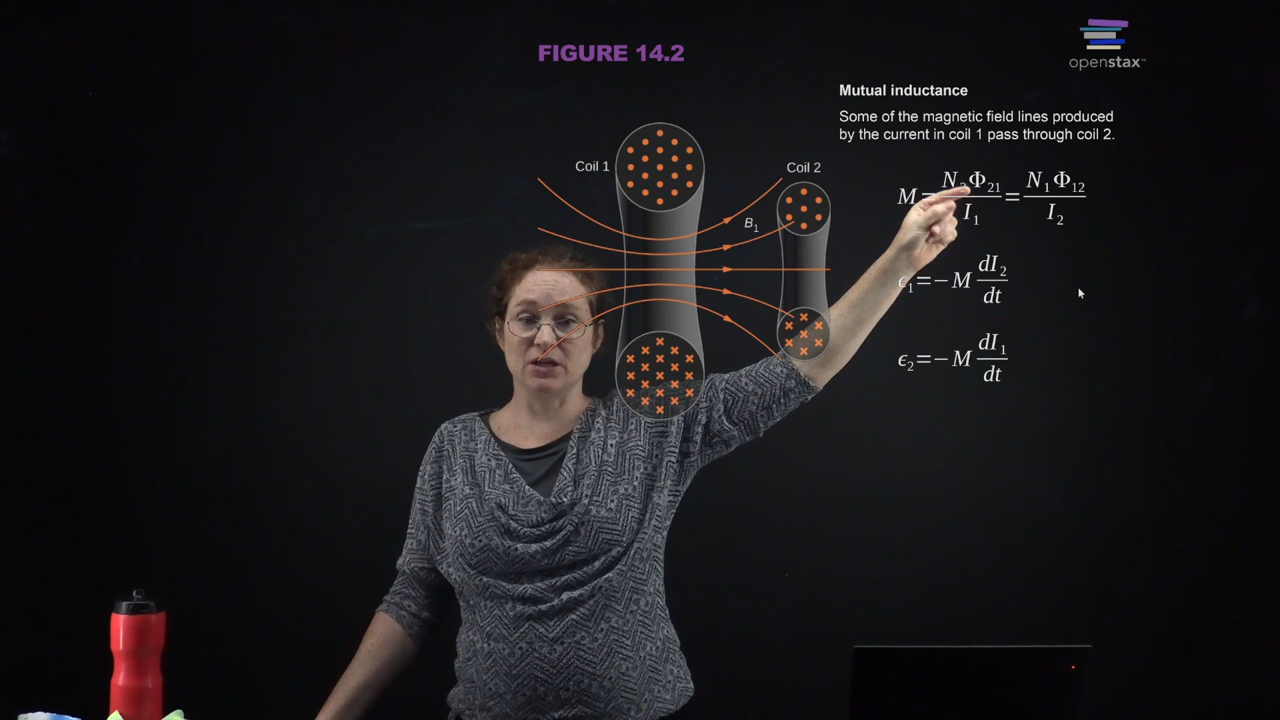 FIGURE 14.2
openstax™
Mutual inductance
Some of the magnetic field lines produced
by the current in coil 1 pass through coil 2.
Coil 1
Coil 2
B₁
M = N₂Φ₂₁/I₁ = N₁Φ₁₂/I₂
ϵ₁=−M dI₂/dt
ϵ₂=−M dI₁/dt